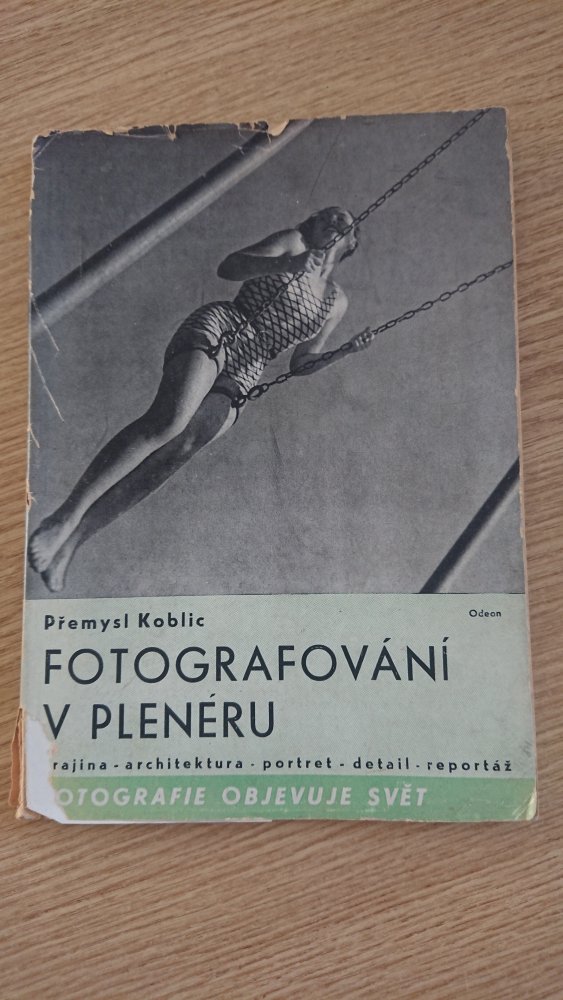 Přemysl Koblic
Odeon
FOTOGRAFOVÁNÍ
V PLENÉRU
rajina - architektura - portret - detail - reportáž
OTOGRAFIE OBJEVUJE SVĚT